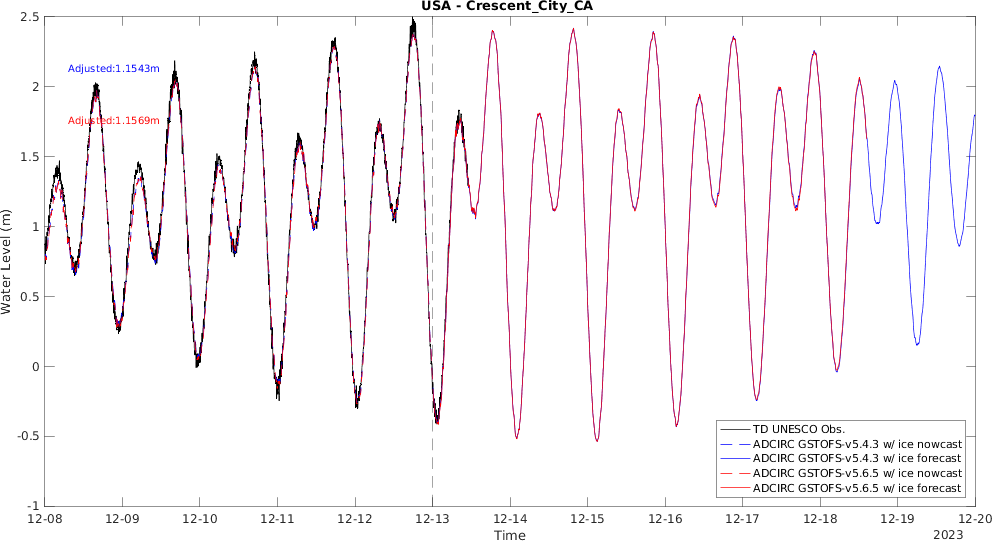 USA - Crescent_City_CA
2.5
2
1.5
1
0.5
0
-0.5
-1
Water Level (m)
Adjusted:1.1543m
Adjusted:1.1569m
TD UNESCO Obs.
ADCIRC GSTOFS-v5.4.3 w/ ice nowcast
ADCIRC GSTOFS-v5.4.3 w/ ice forecast
ADCIRC GSTOFS-v5.6.5 w/ ice nowcast
ADCIRC GSTOFS-v5.6.5 w/ ice forecast
12-08 12-09 12-10 12-11 12-12 12-13 12-14 12-15 12-16 12-17 12-18 12-19 12-20
Time
2023